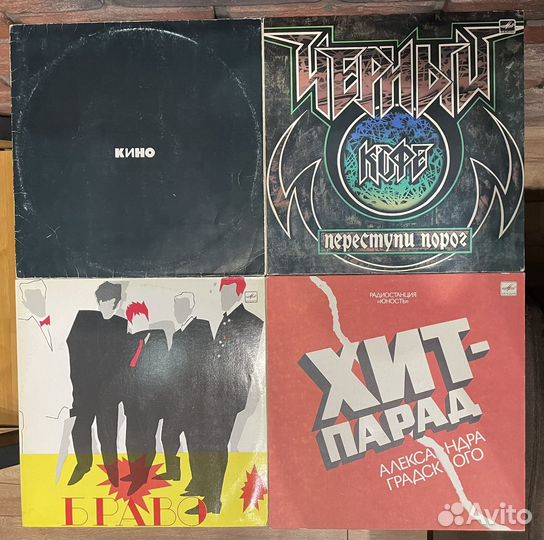 КИНО
ЧЕРНЫЙ
КОФЕ
переступи порог
БРАВО
РАДИОСТАНЦИЯ
«ЮНОСТЬ»
ХИТ-
ПАРАД
АЛЕКСАНДРА
ГРАДСКОГО
Avito